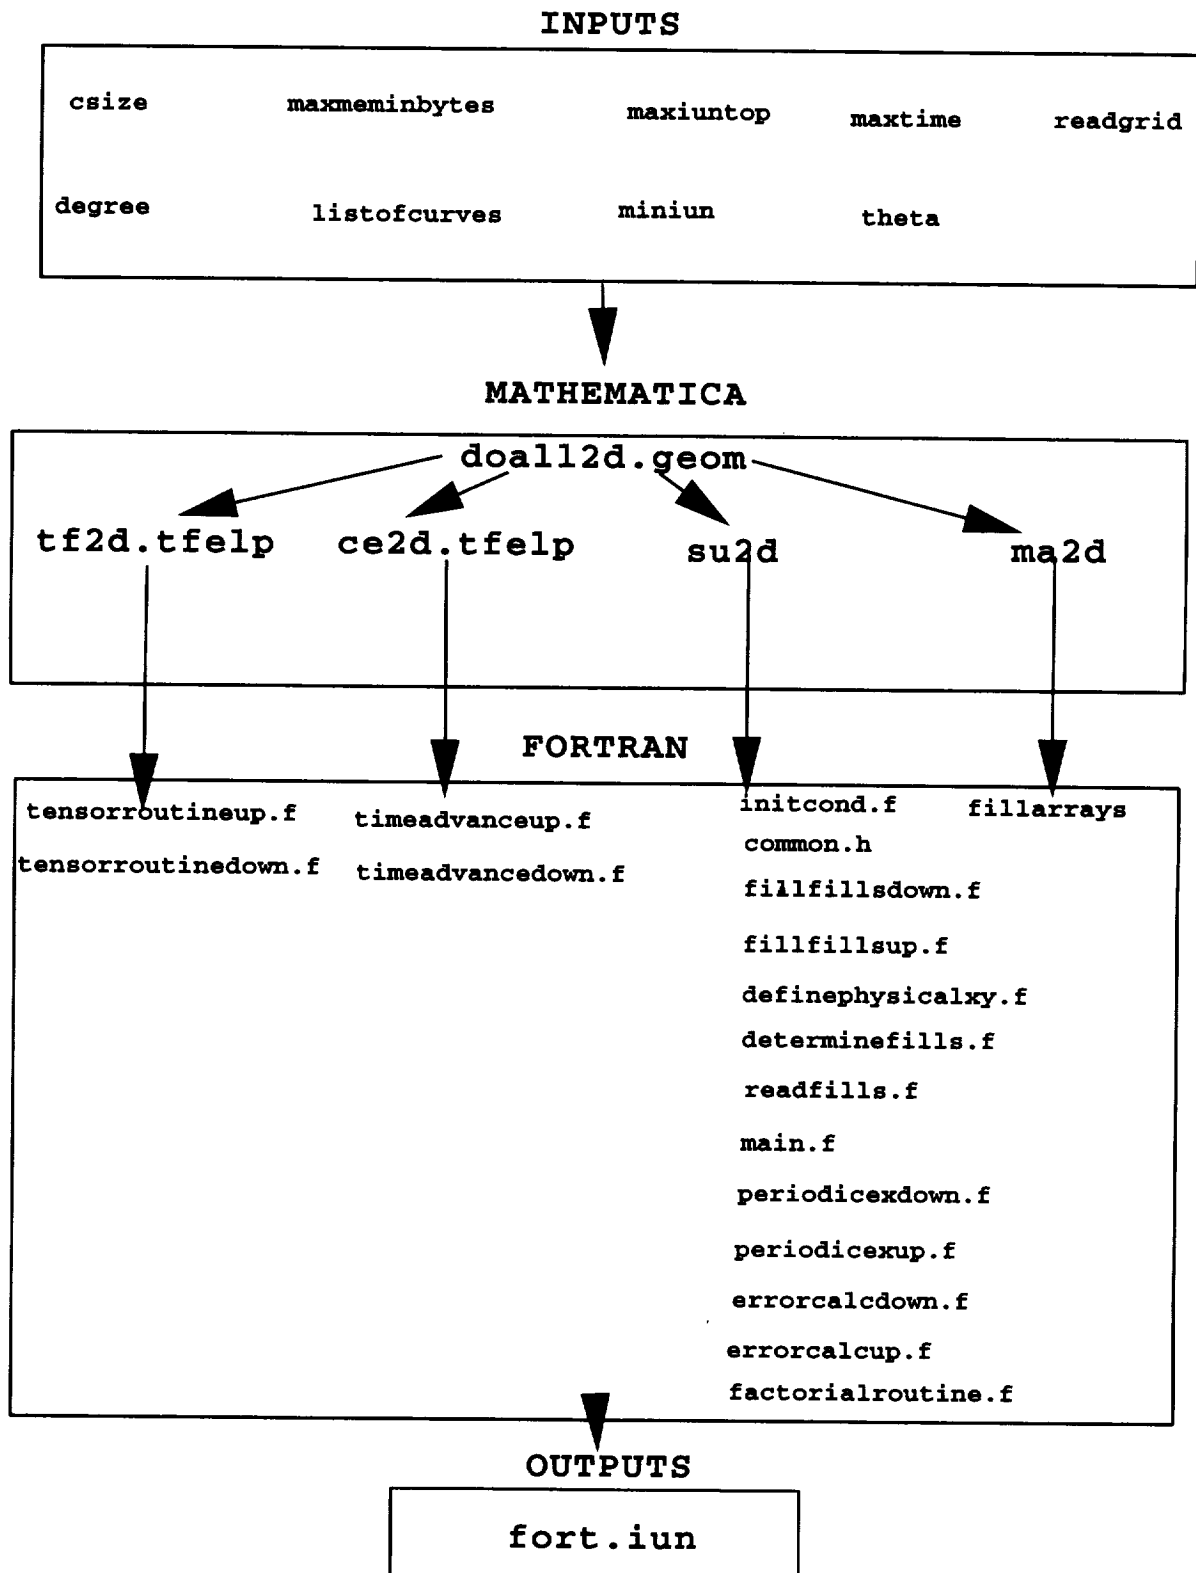 INPUTS
csize maxmeminbytes maxiuntop maxtime readgrid
degree listofcurves miniun theta
MATHEMATICA
doall2d.geom
tf2d.tfelp ce2d.tfelp su2d ma2d
FORTRAN
tensorroutineup.f timeadvanceup.f initcond.f fillarrays
common.h
tensorroutinedown.f timeadvancedown.f
fillfillsdown.f
fillfillsup.f
definephysicalxy.f
determinefills.f
readfills.f
main.f
periodicexdown.f
periodicexup.f
errorcalcdown.f
errorcalcup.f
factorialroutine.f
OUTPUTS
fort.iun